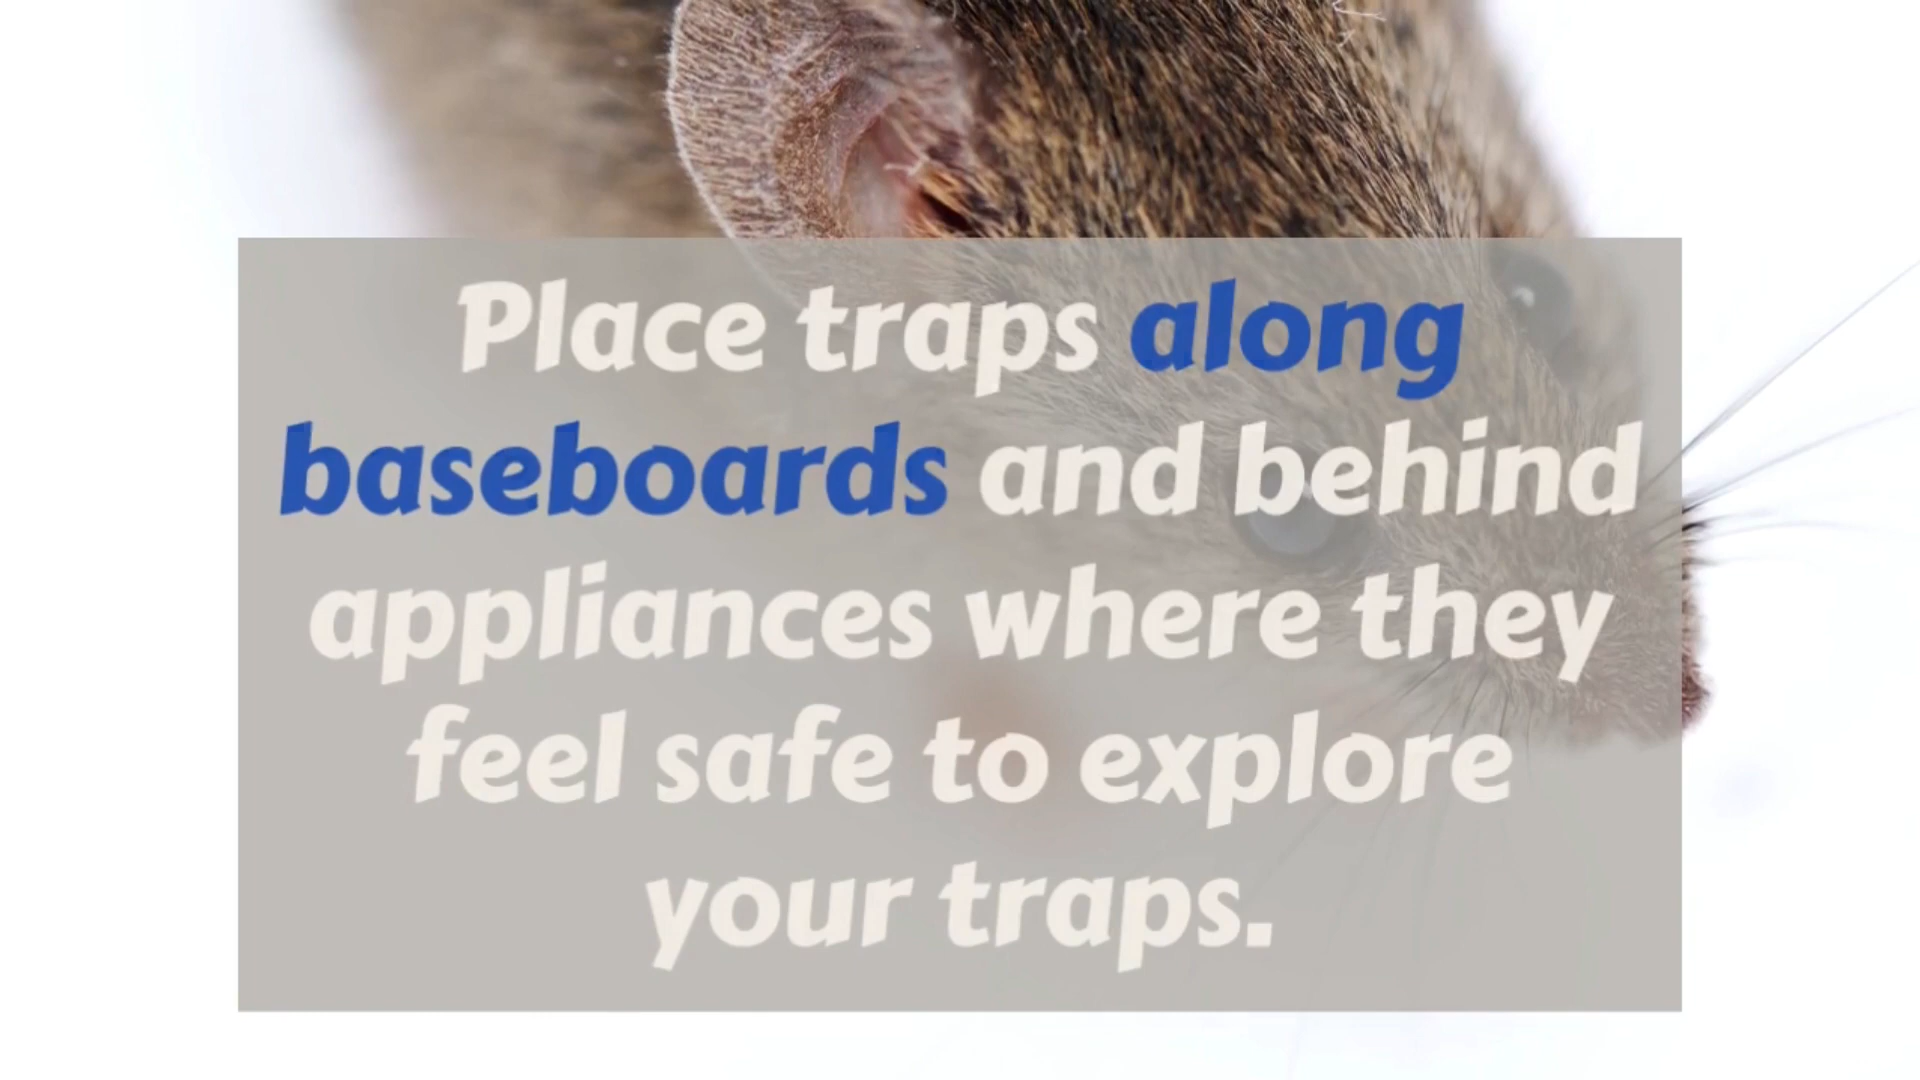 Place traps along
baseboards and behind
appliances where they
feel safe to explore
your traps.